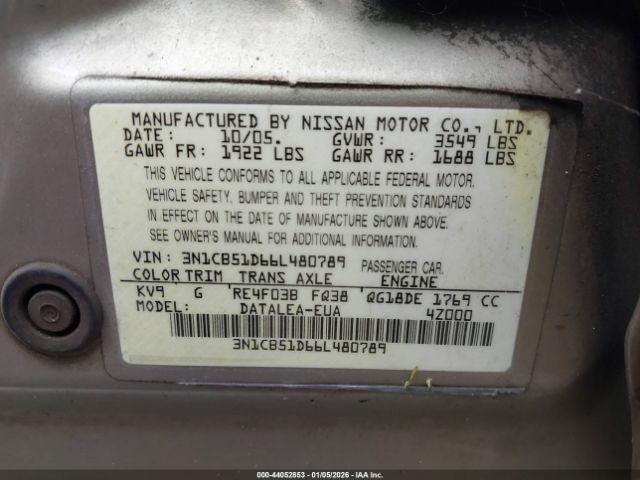 MANUFACTURED BY NISSAN MOTOR CO., LTD.
DATE: 10/05. GVWR: 3549 LBS
GAWR FR: 1922 LBS GAWR RR: 1688 LBS
THIS VEHICLE CONFORMS TO ALL APPLICABLE FEDERAL MOTOR.
VEHICLE SAFETY, BUMPER AND THEFT PREVENTION STANDARDS
IN EFFECT ON THE DATE OF MANUFACTURE SHOWN ABOVE.
SEE OWNER'S MANUAL FOR ADDITIONAL INFORMATION.
VIN: 3N1CB51D66L480789 PASSENGER CAR.
COLOR TRIM TRANS AXLE ENGINE
KV9 G RE4F03B FQ38 QG18DE 1769 CC
MODEL: DATALEA-EUA 4Z000
3N1CB51D66L480789
000-44052853 - 01/05/2026 - IAA Inc.